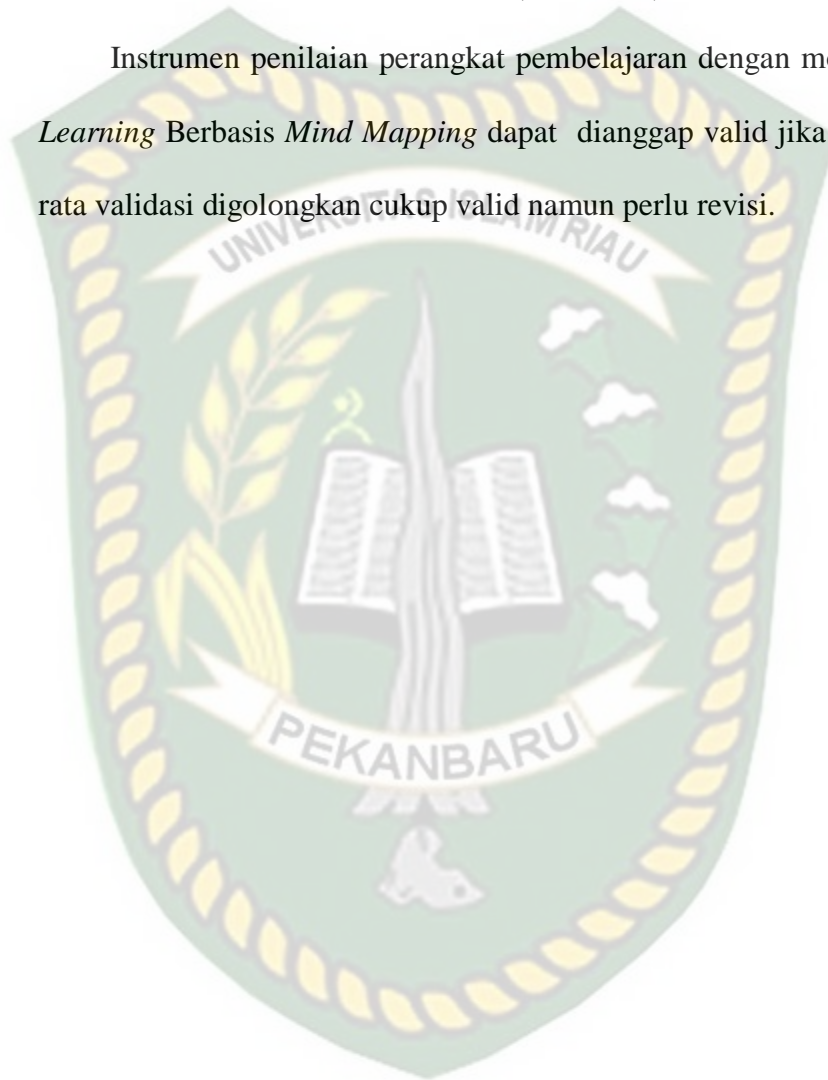 Instrumen penilaian perangkat pembelajaran dengan
Learning Berbasis Mind Mapping dapat dianggap valid jika
rata validasi digolongkan cukup valid namun perlu revisi.
UNIVERSITAS ISLAM RIAU
PEKANBARU